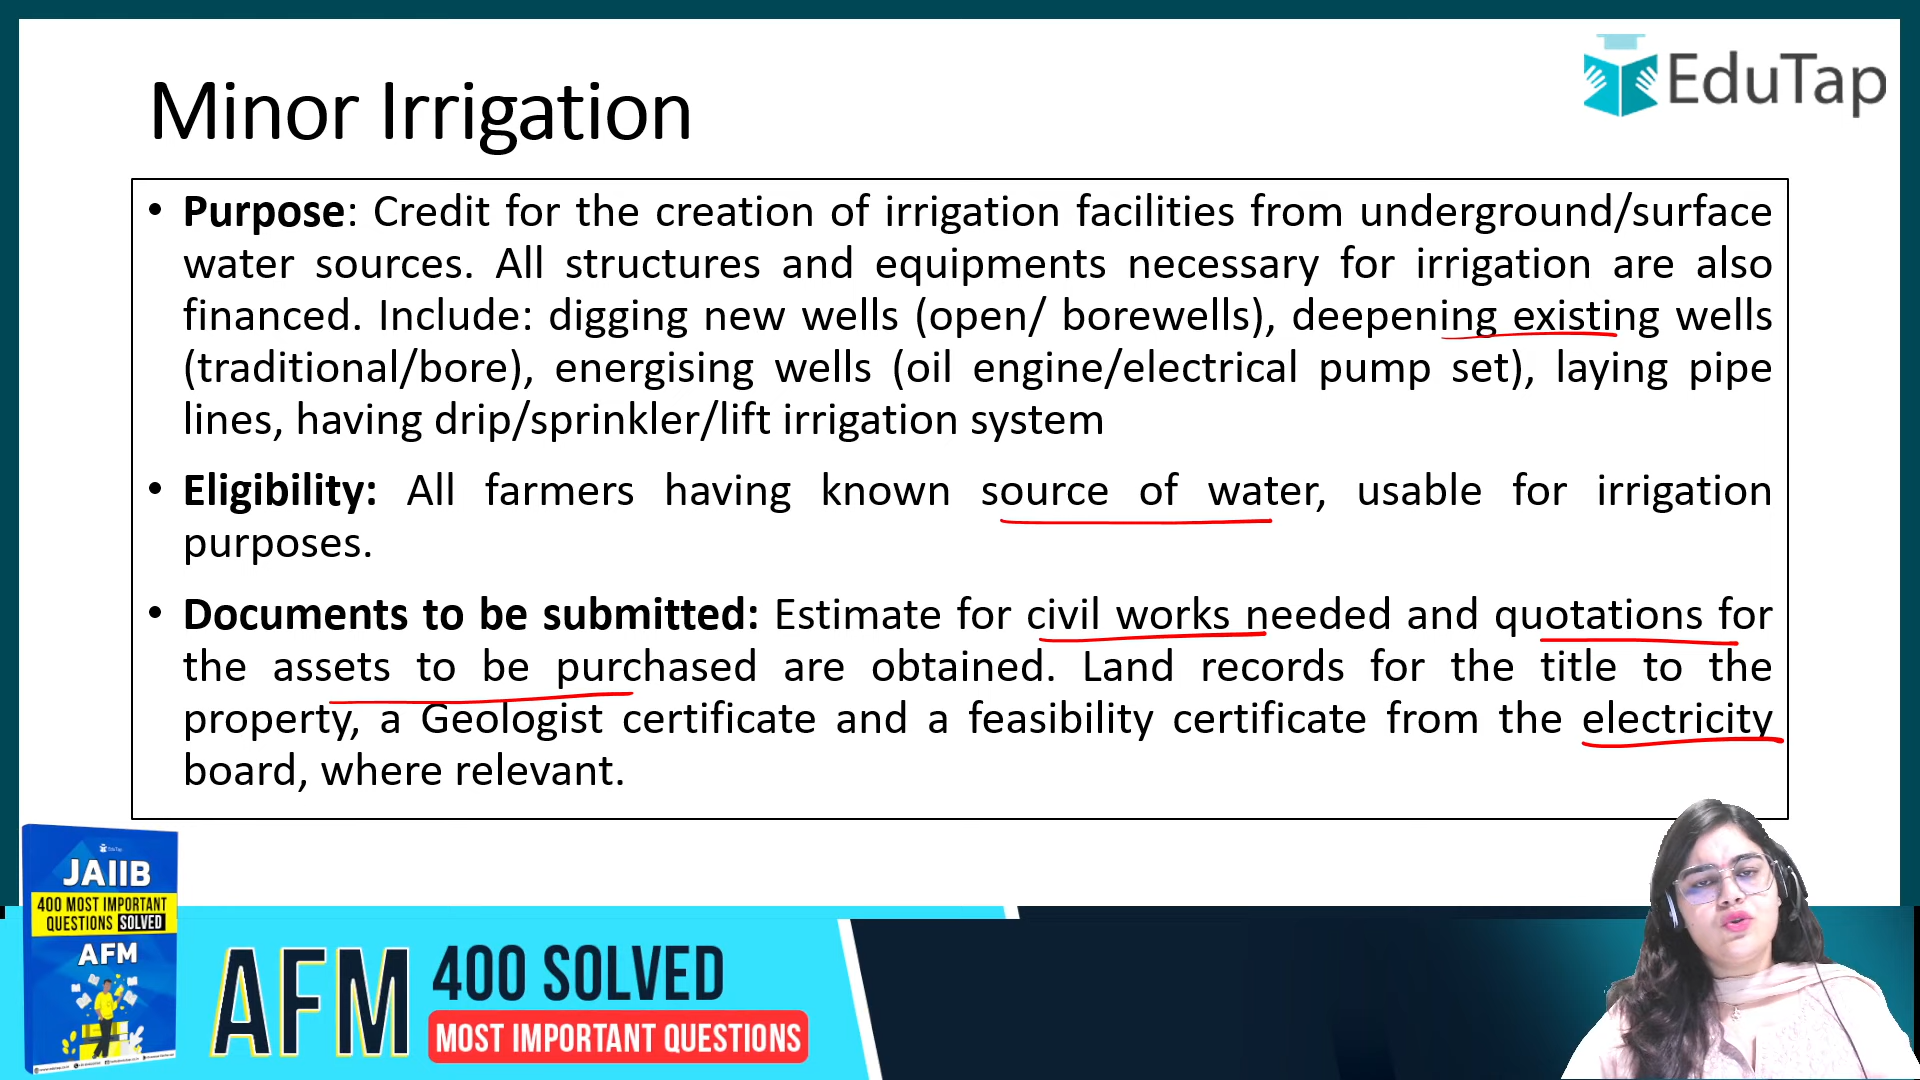 EduTap
Minor Irrigation
• Purpose: Credit for the creation of irrigation facilities from underground/surface
water sources. All structures and equipments necessary for irrigation are also
financed. Include: digging new wells (open/ borewells), deepening existing wells
(traditional/bore), energising wells (oil engine/electrical pump set), laying pipe
lines, having drip/sprinkler/lift irrigation system
• Eligibility: All farmers having known source of water, usable for irrigation
purposes.
• Documents to be submitted: Estimate for civil works needed and quotations for
the assets to be purchased are obtained. Land records for the title to the
property, a Geologist certificate and a feasibility certificate from the electricity
board, where relevant.
EduTap
JAIIB
400 MOST IMPORTANT
QUESTIONS SOLVED
AFM
AFM
400 SOLVED
MOST IMPORTANT QUESTIONS